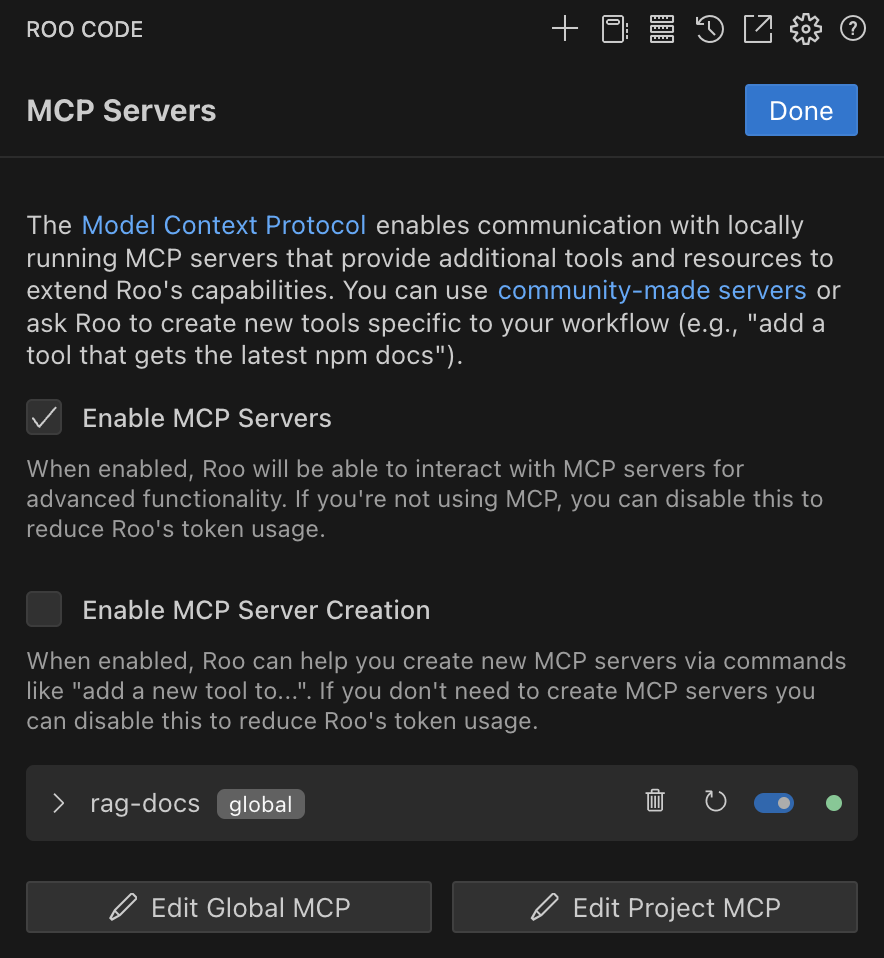 ROO CODE
MCP Servers
Done
The Model Context Protocol enables communication with locally
running MCP servers that provide additional tools and resources to
extend Roo's capabilities. You can use community-made servers or
ask Roo to create new tools specific to your workflow (e.g., "add a
tool that gets the latest npm docs").
Enable MCP Servers
When enabled, Roo will be able to interact with MCP servers for
advanced functionality. If you're not using MCP, you can disable this to
reduce Roo's token usage.
Enable MCP Server Creation
When enabled, Roo can help you create new MCP servers via commands
like "add a new tool to...". If you don't need to create MCP servers you
can disable this to reduce Roo's token usage.
rag-docs global
Edit Global MCP
Edit Project MCP